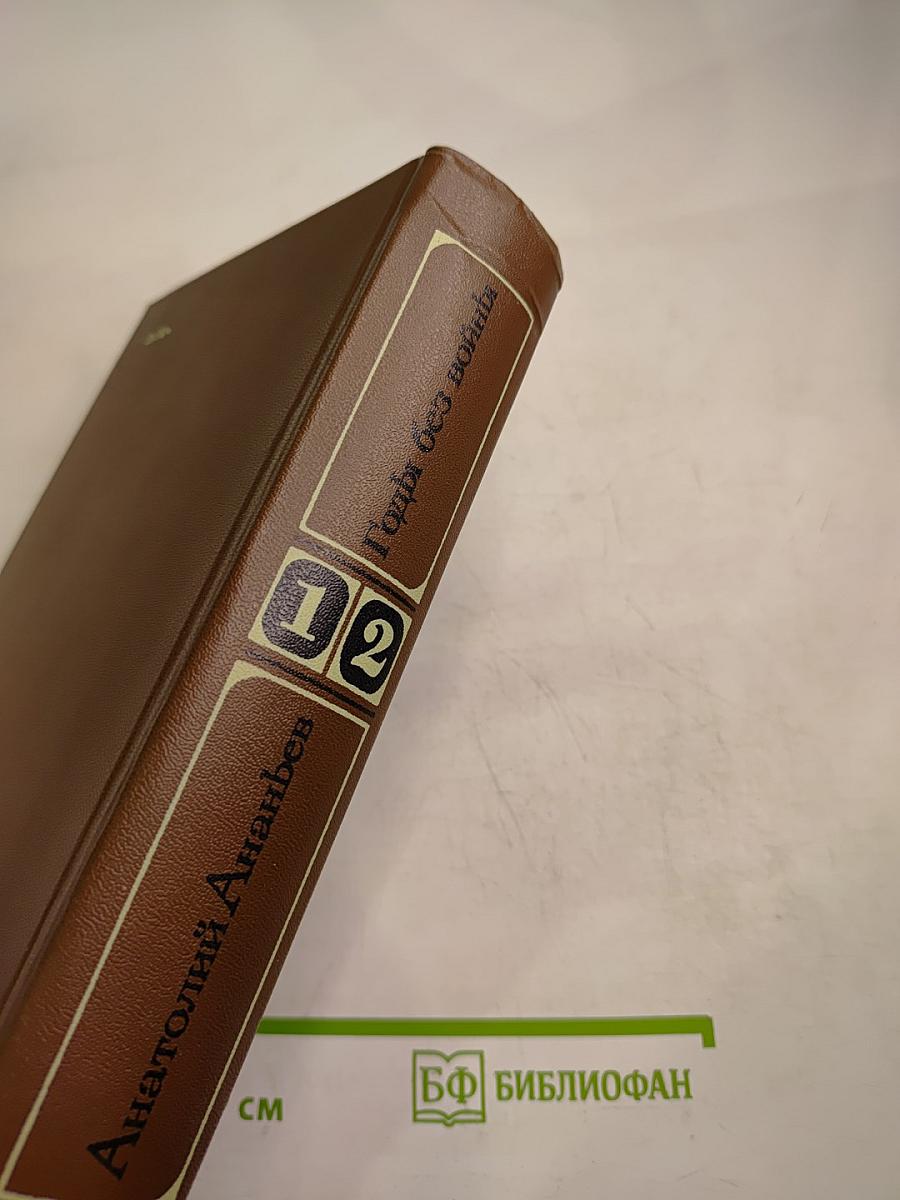 Анатолий Ананьев
1 2
Годы без войны
см
БФ БИБЛИОФАН